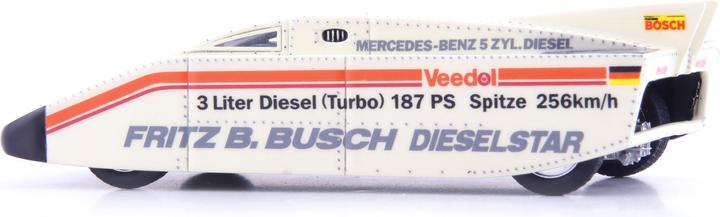 BOSCH
MERCEDES-BENZ 5 ZYL. DIESEL
Veedol
3 Liter Diesel (Turbo) 187 PS Spitze 256km/h
FRITZ B. BUSCH DIESELSTAR